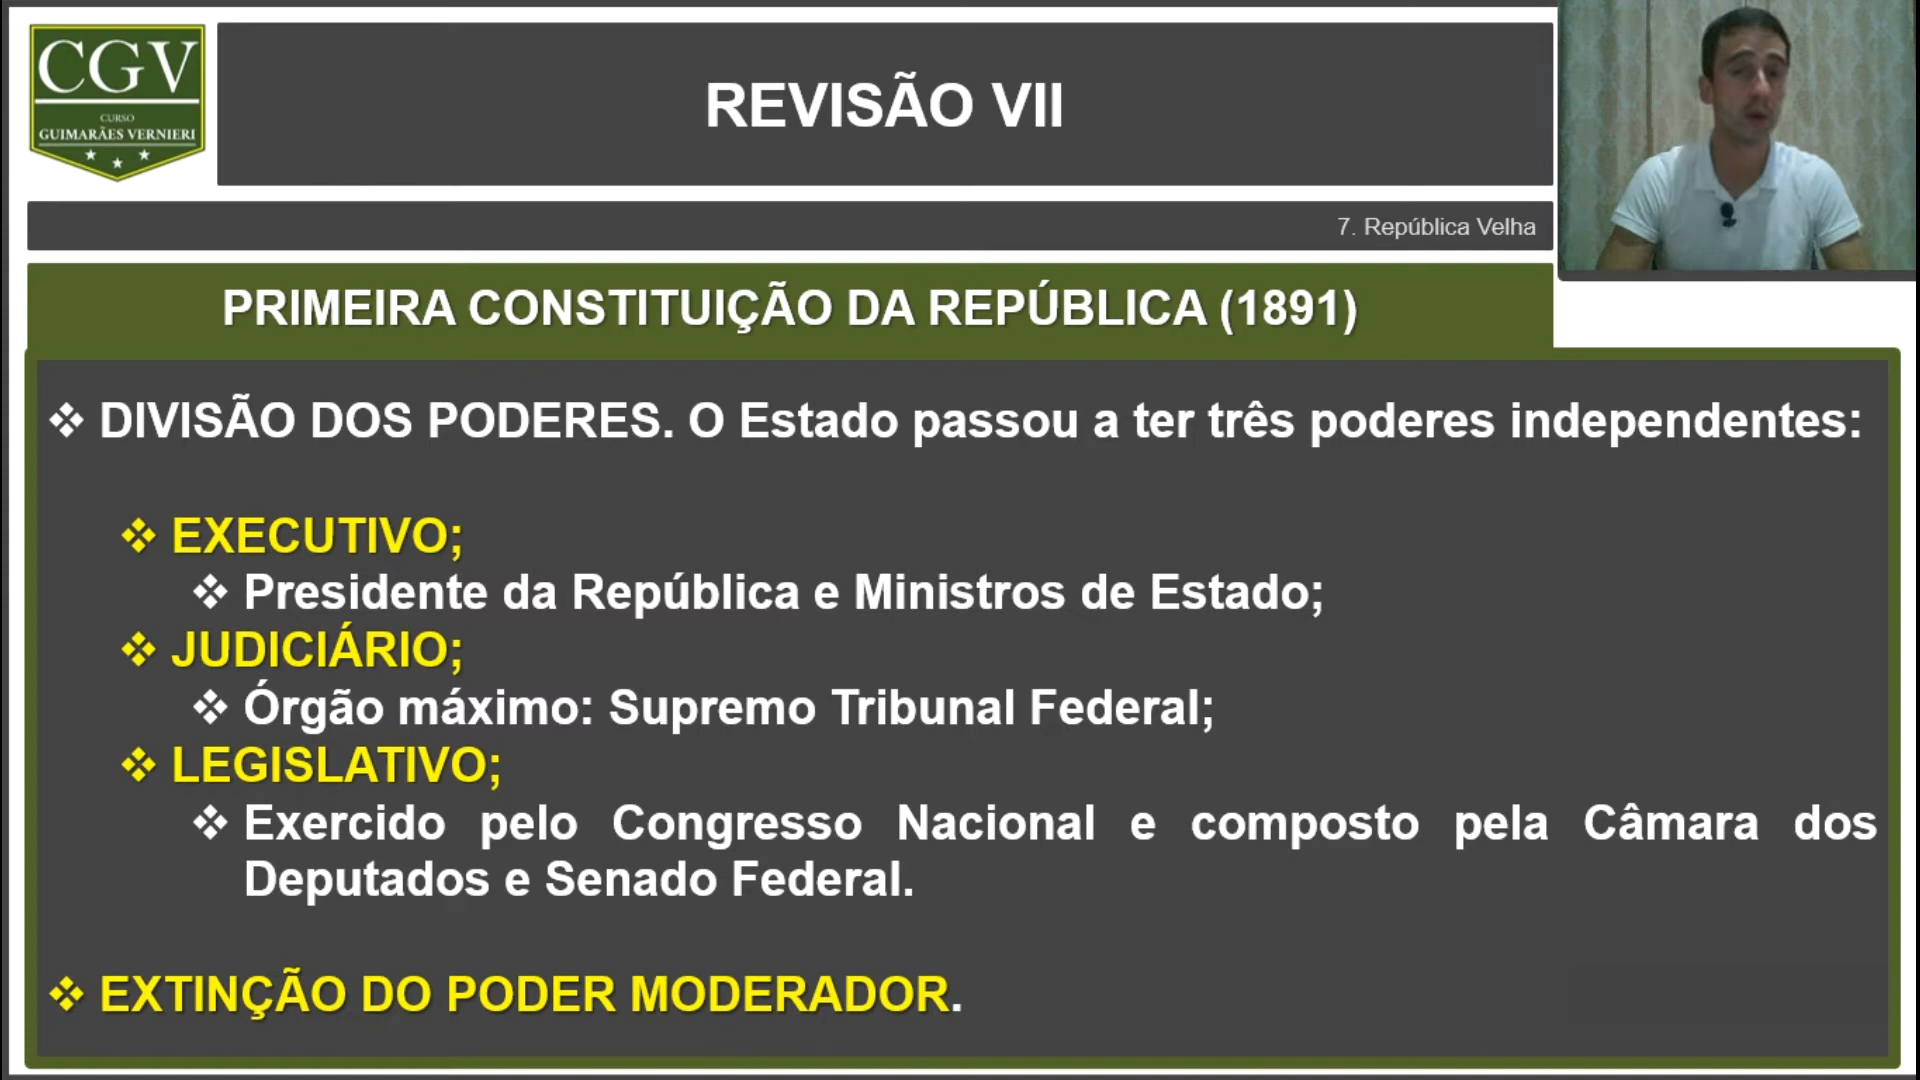 CGV
CURSO
GUIMARÃES VERNIERI
REVISÃO VII
7. República Velha
PRIMEIRA CONSTITUIÇÃO DA REPÚBLICA (1891)
❖ DIVISÃO DOS PODERES. O Estado passou a ter três poderes independentes:
❖ EXECUTIVO;
❖ Presidente da República e Ministros de Estado;
❖ JUDICIÁRIO;
❖ Órgão máximo: Supremo Tribunal Federal;
❖ LEGISLATIVO;
❖ Exercido pelo Congresso Nacional e composto pela Câmara dos
Deputados e Senado Federal.
❖ EXTINÇÃO DO PODER MODERADOR.